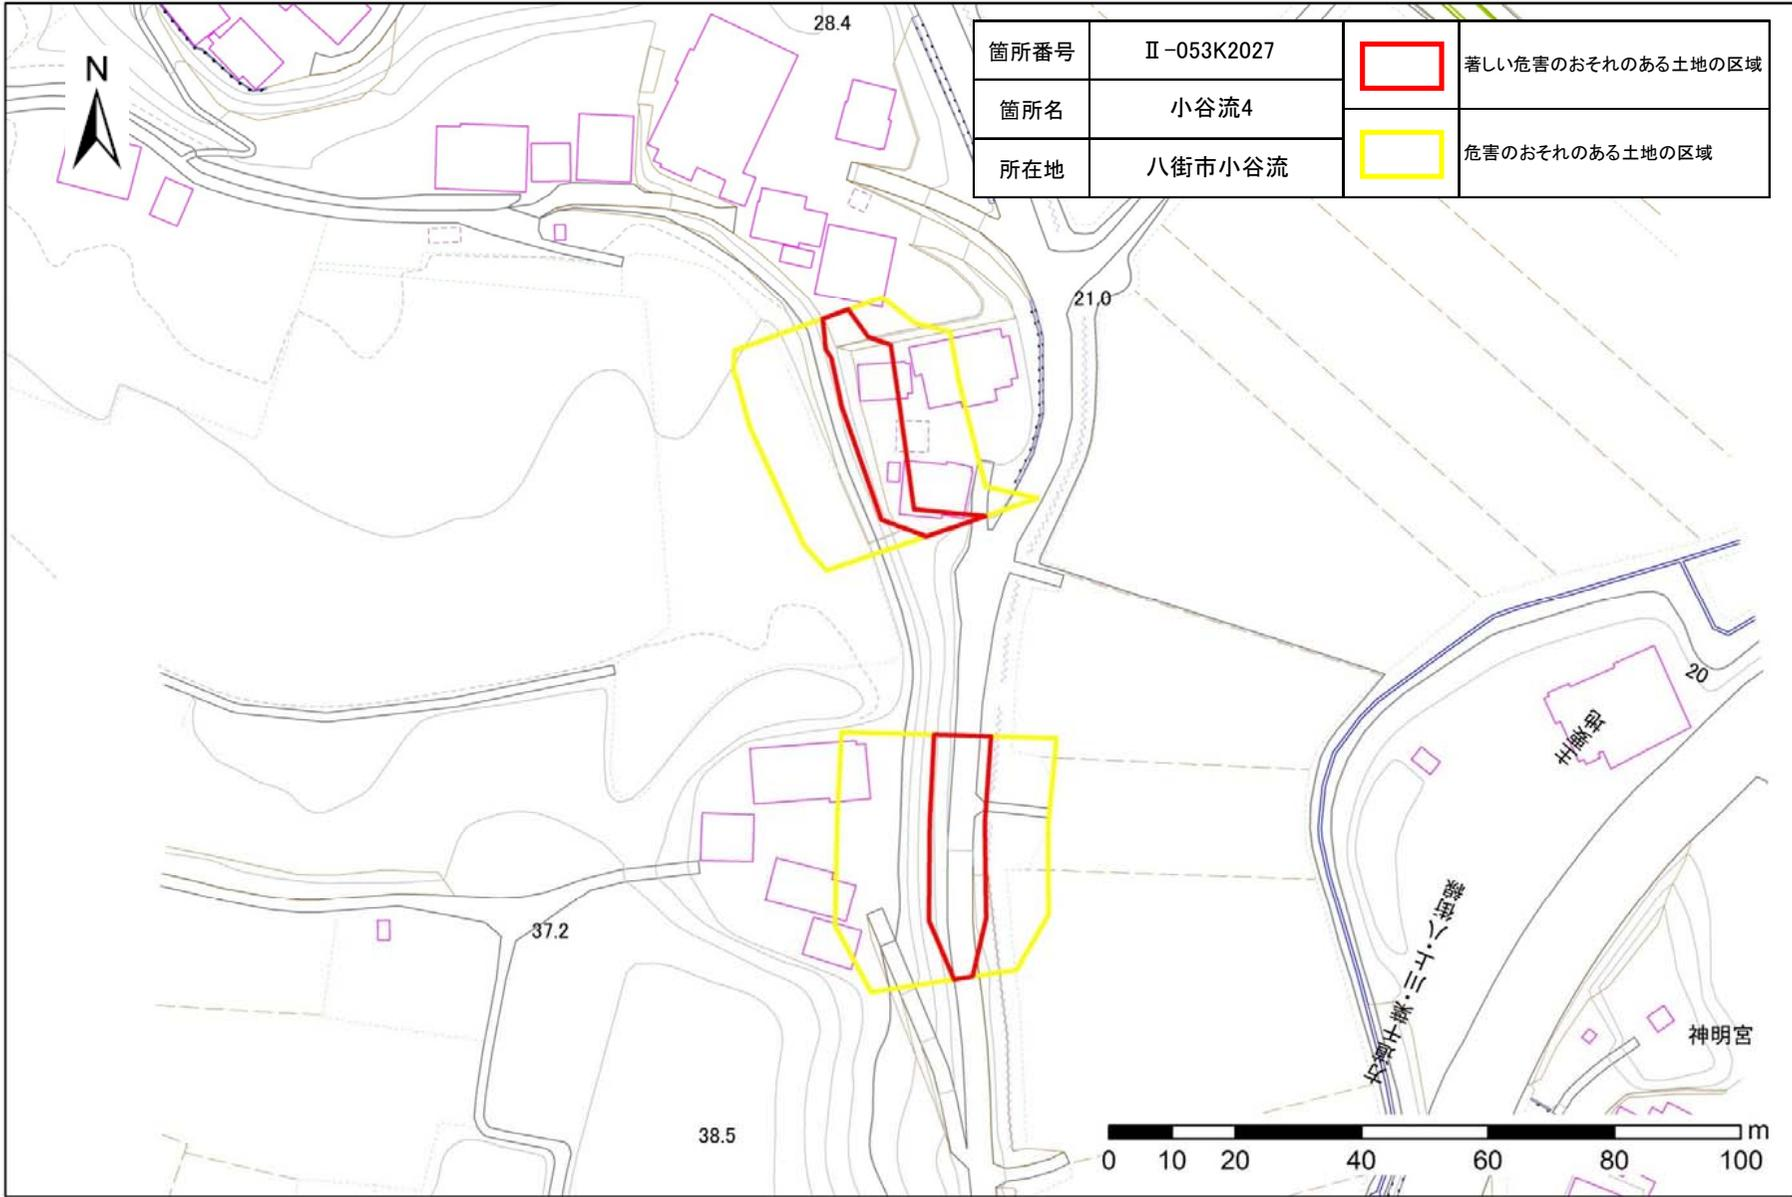 28.4
箇所番号 Ⅱ-053K2027
著しい危害のおそれのある土地の区域
箇所名 小谷流4
危害のおそれのある土地の区域
所在地 八街市小谷流
N
21.0
20
37.2
38.5
神明宮
m
0 10 20 40 60 80 100